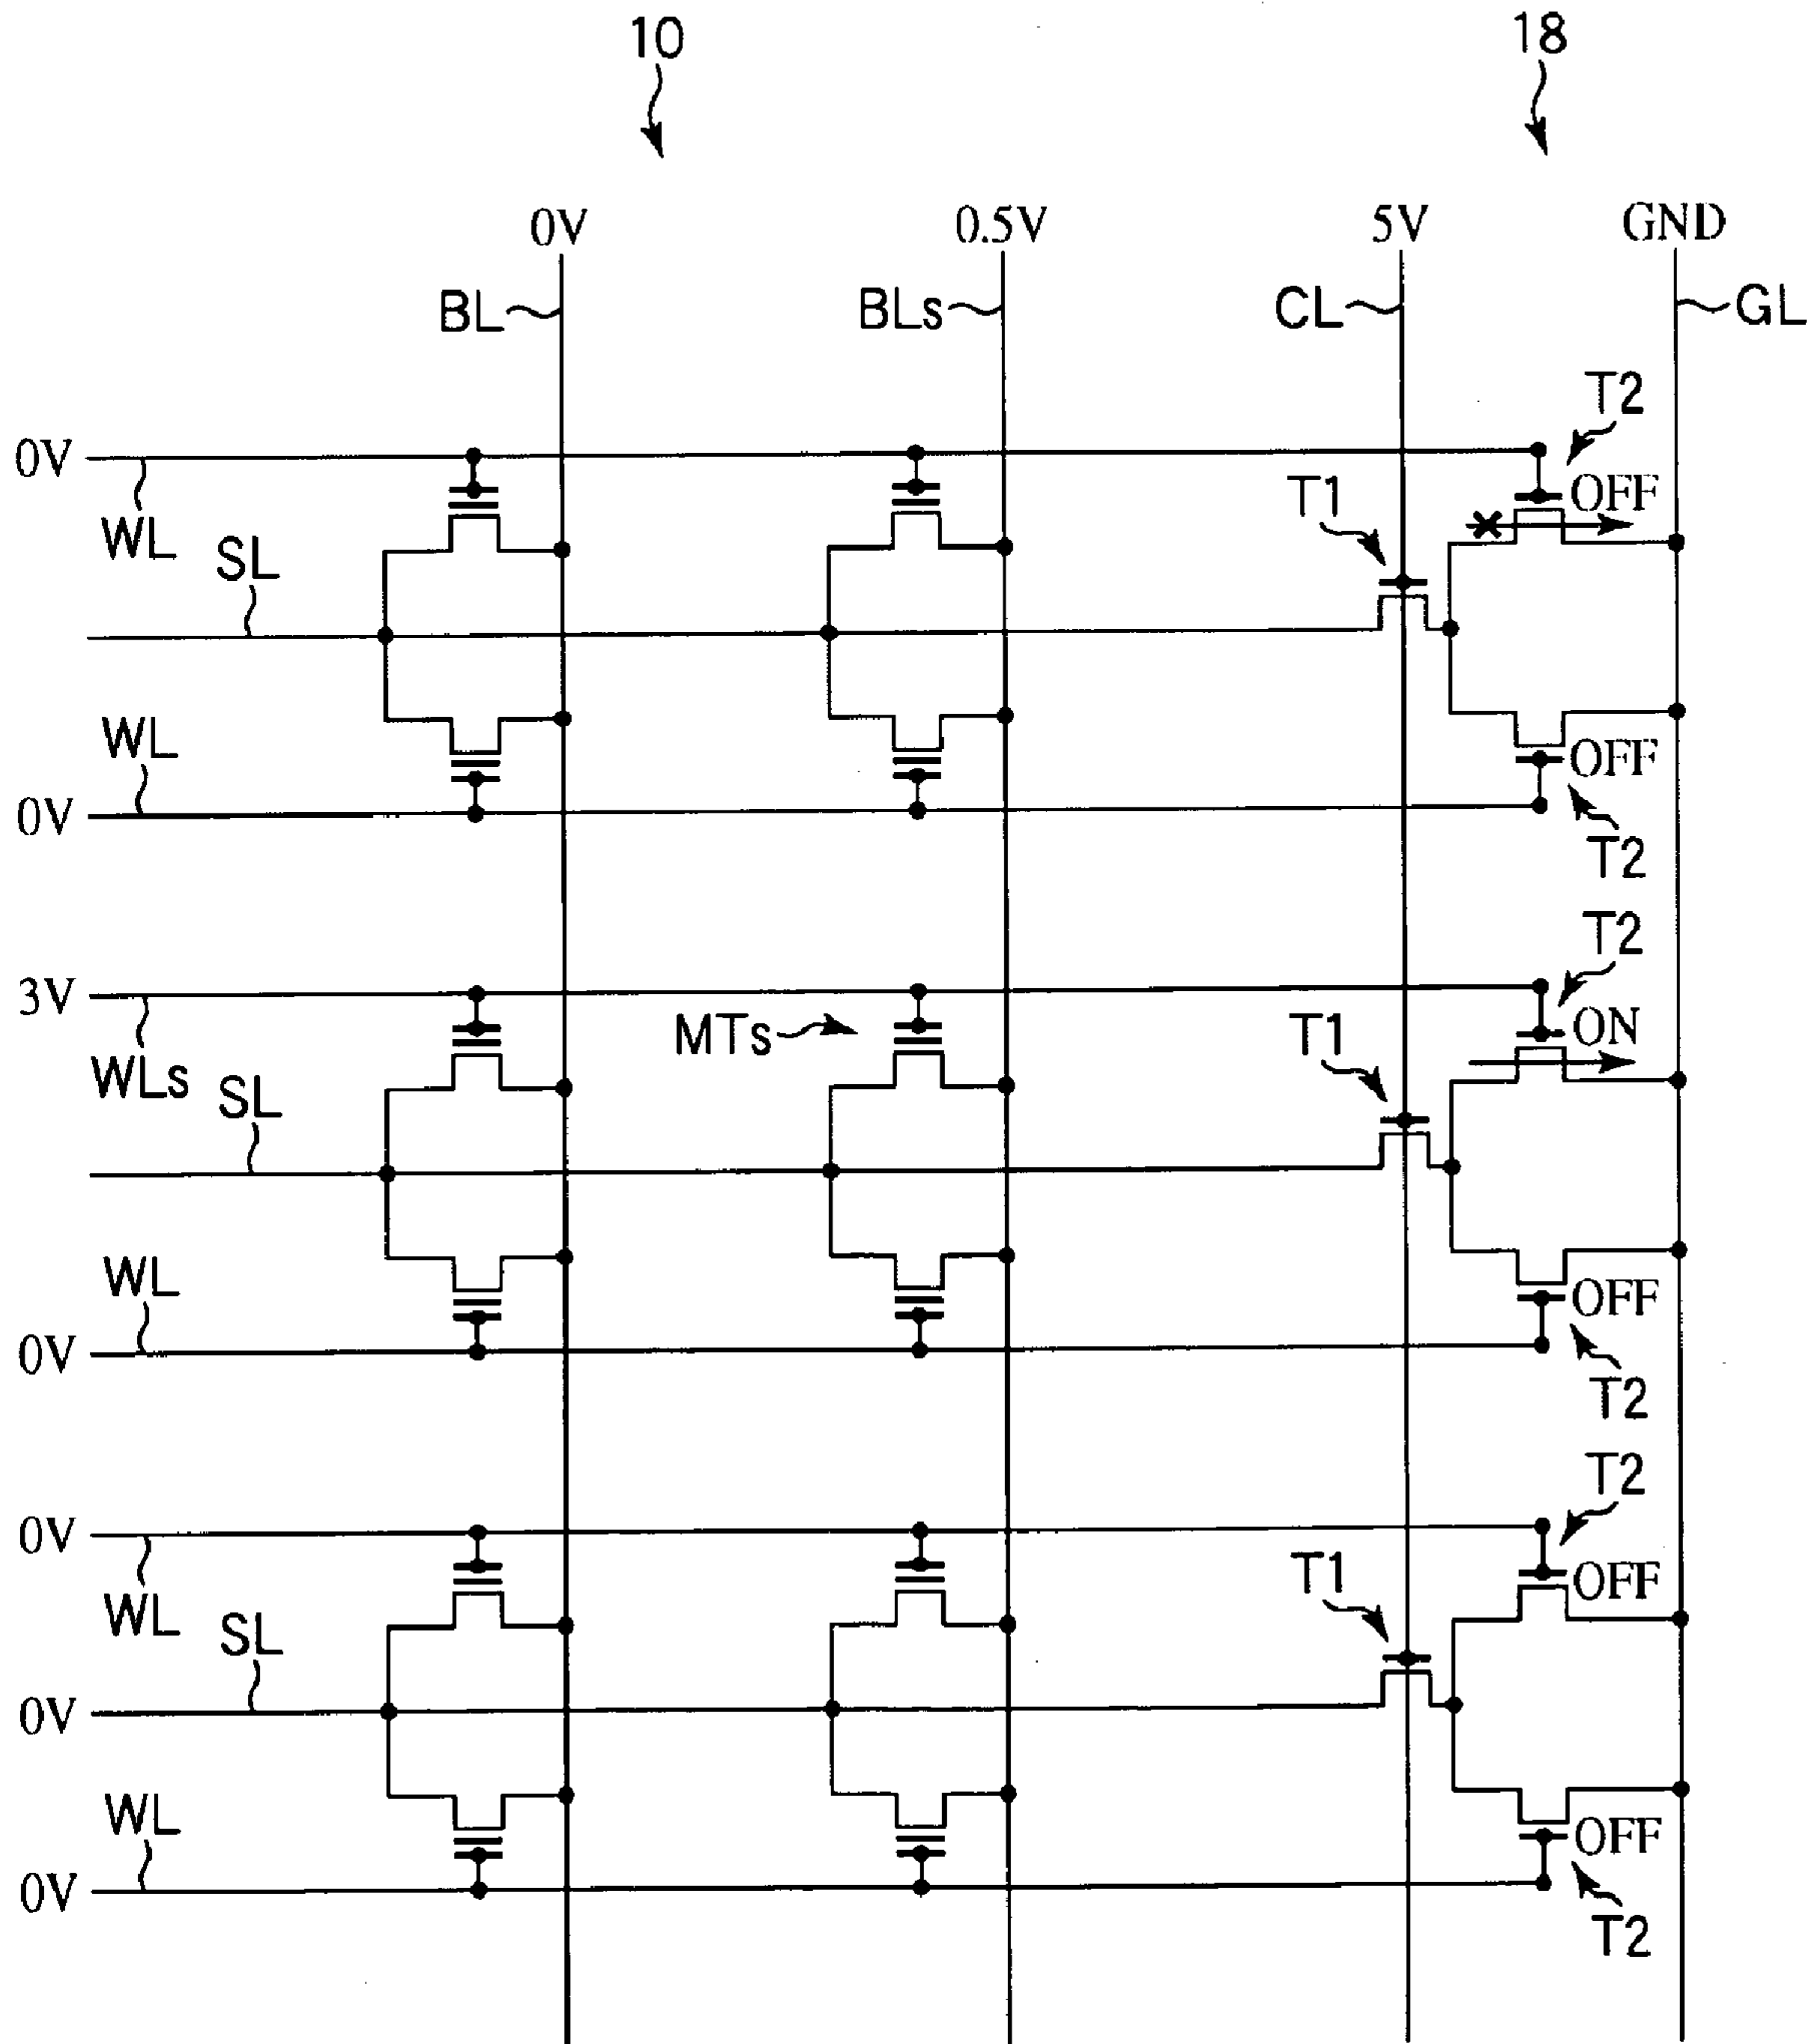 10 18
0V 0.5V 5V GND
BL BLs CL GL
T2
0V OFF
T1
WL
SL
WL
OFF
0V
T2
T2
3V ON
MTs T1
WLs
SL
WL
OFF
0V
T2
T2
0V
T1 OFF
WL
SL
0V
WL
OFF
0V
T2